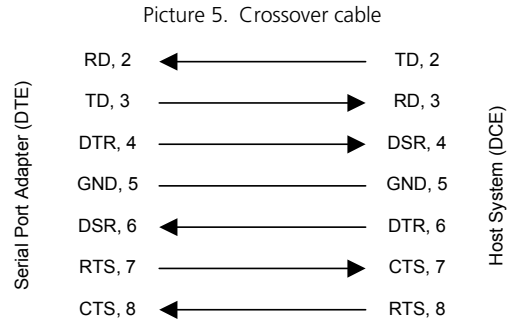 Picture 5. Crossover cable
Serial Port Adapter (DTE)
Host System (DCE)
RD, 2 TD, 2
TD, 3 RD, 3
DTR, 4 DSR, 4
GND, 5 GND, 5
DSR, 6 DTR, 6
RTS, 7 CTS, 7
CTS, 8 RTS, 8